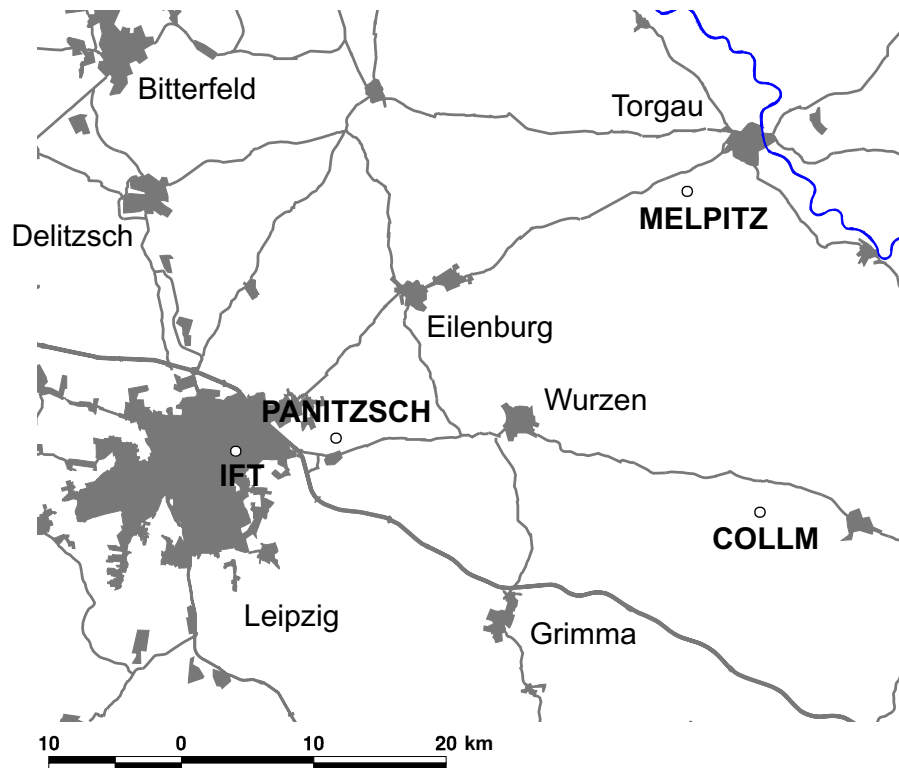 Bitterfeld
Torgau
MELPITZ
Delitzsch
Eilenburg
Wurzen
PANITZSCH
IFT
COLLM
Leipzig
Grimma
10 0 10 20 km